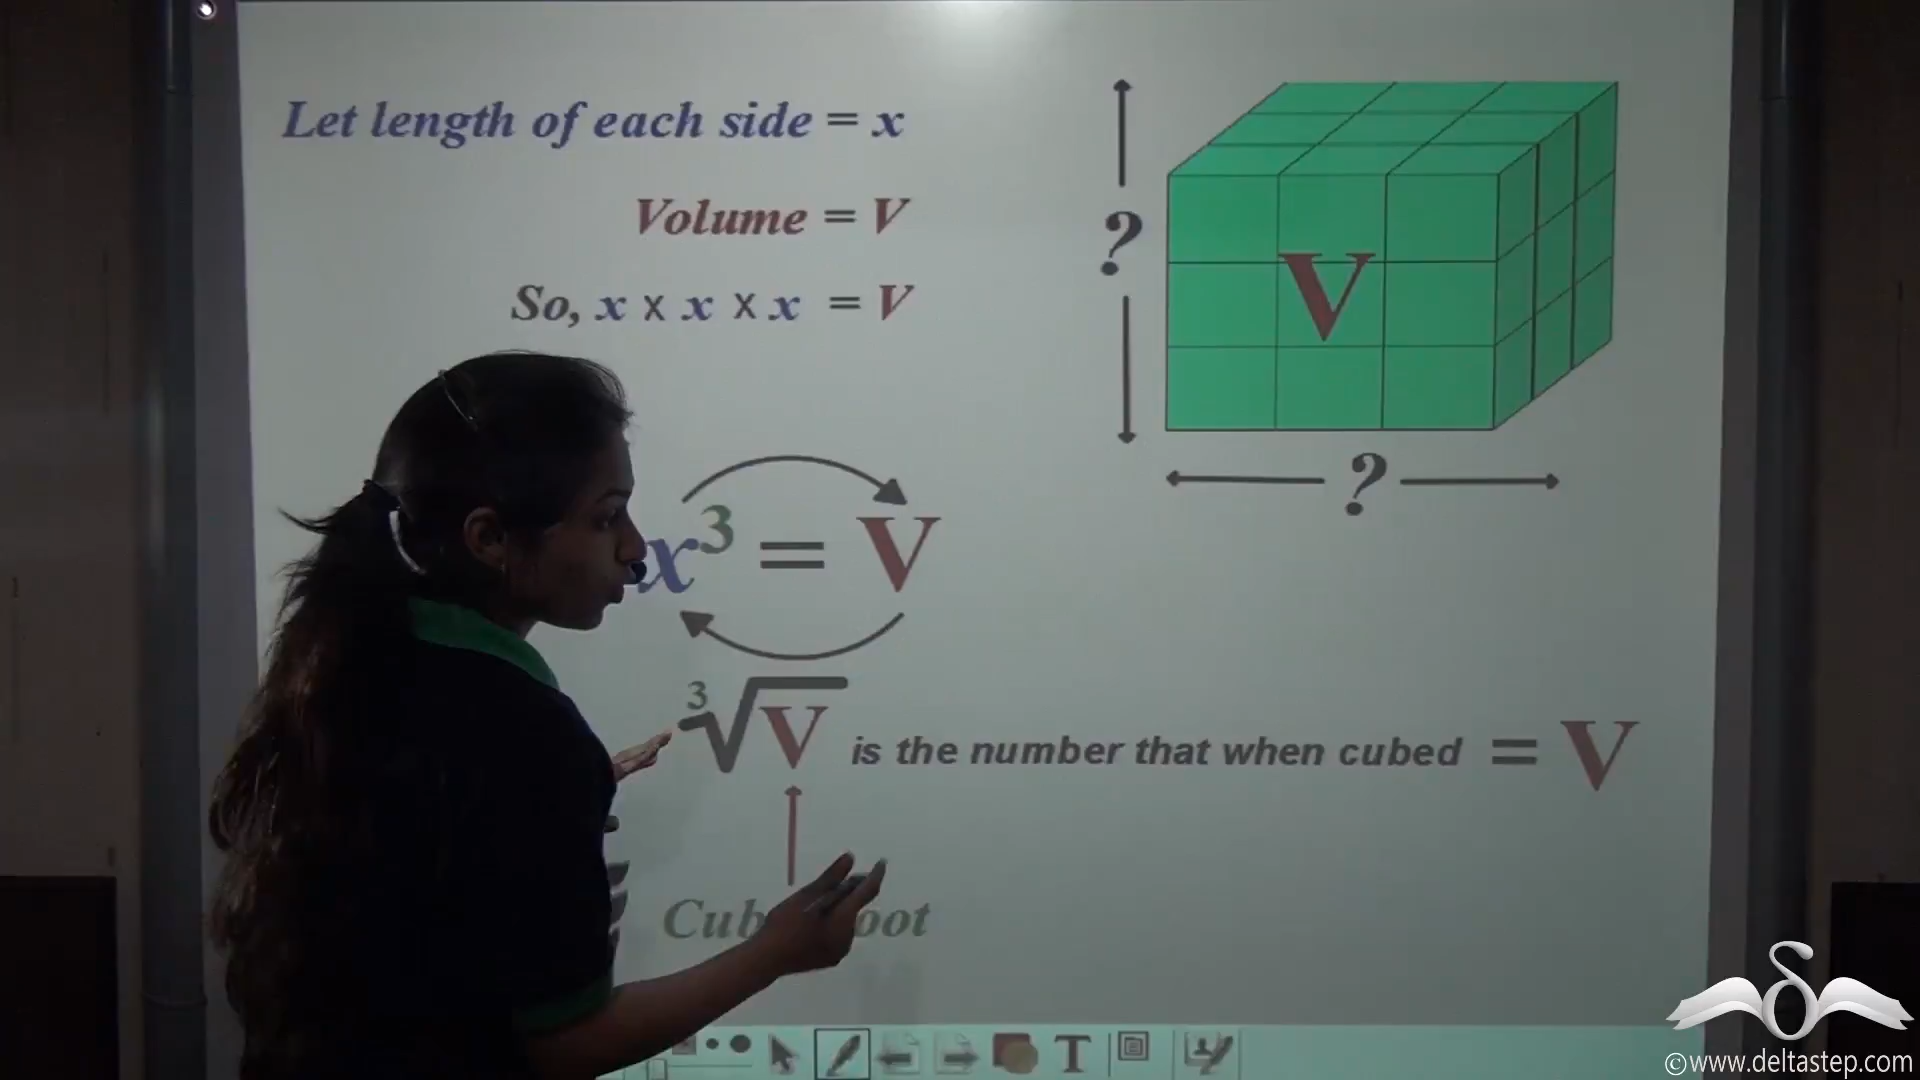 Let length of each side = x
Volume = V
So, x x x x x = V
?
V
?
x³ = V
³√V is the number that when cubed = V
T
©www.deltastep.com